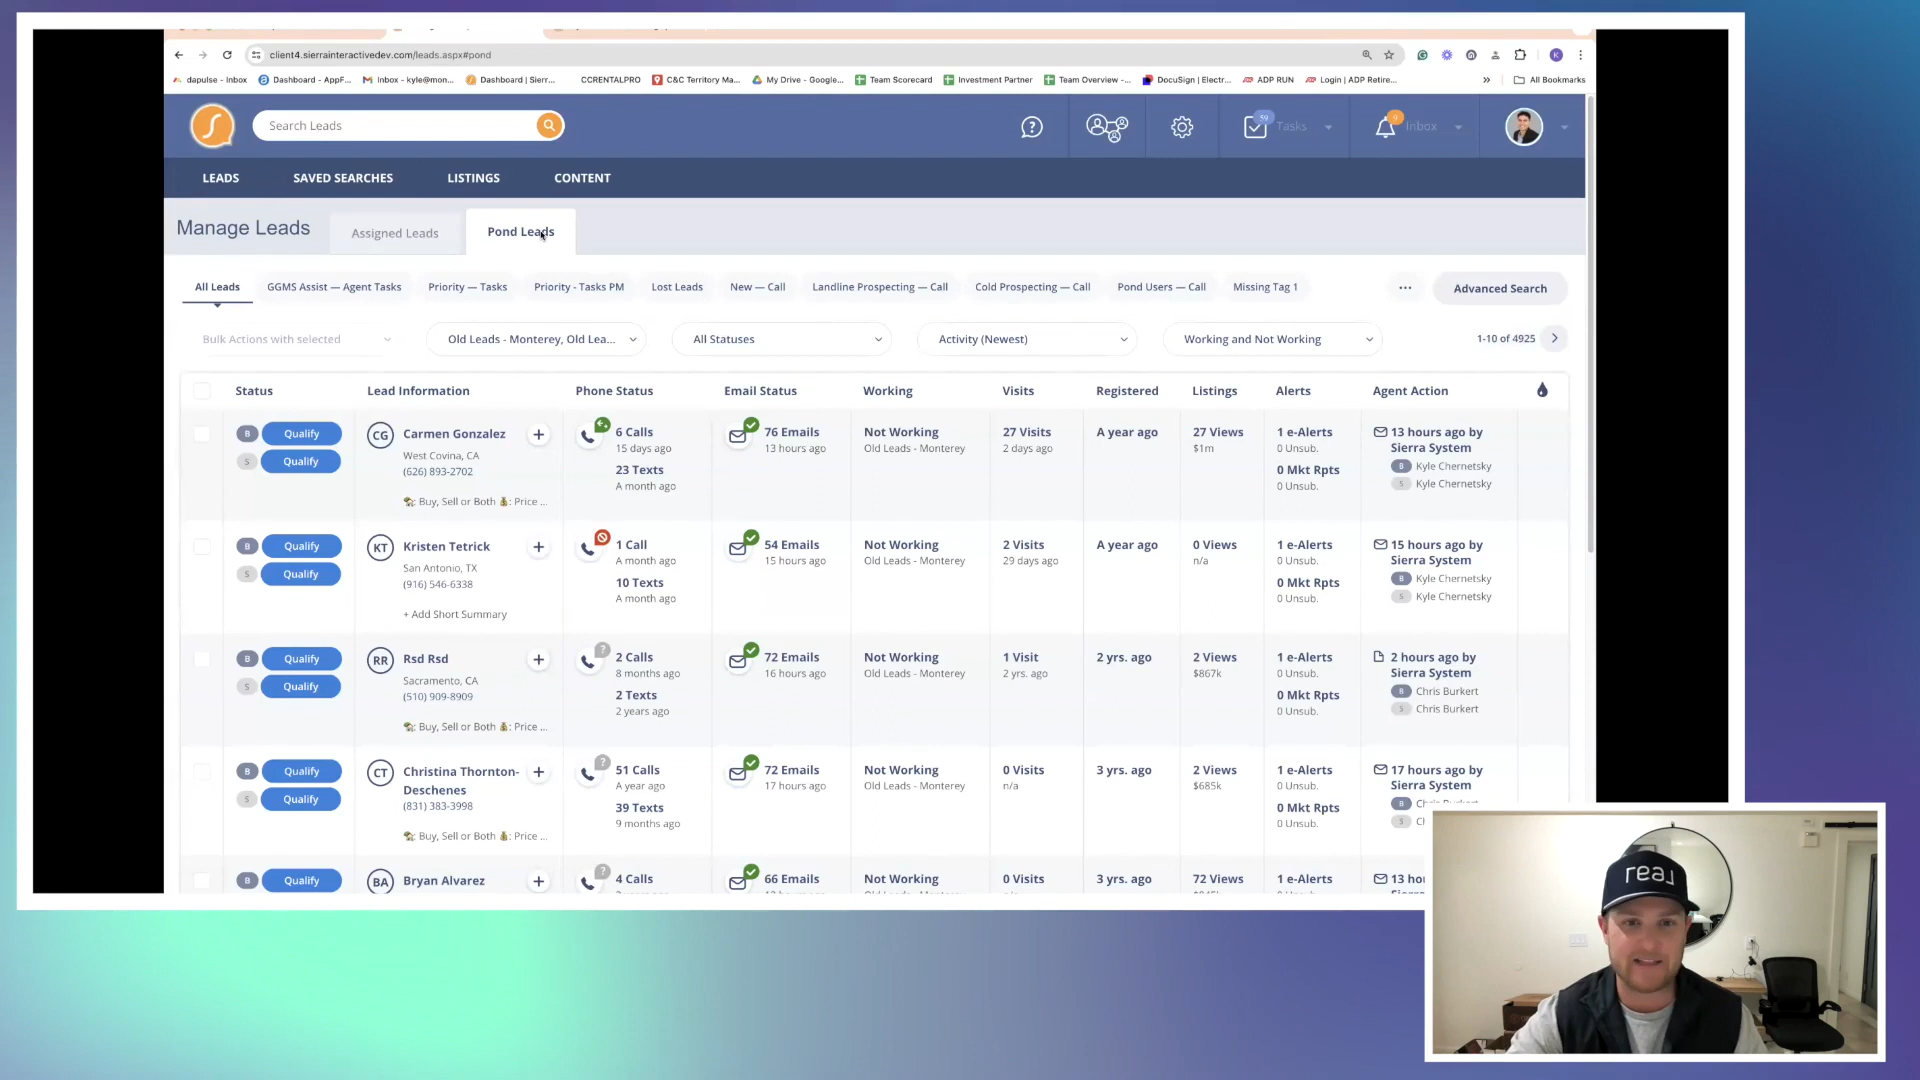 client4.sierrainteractivedev.com/leads.aspx#pond
K
dapulse - Inbox Dashboard - AppF... Inbox - kyle@mon... Dashboard | Sierr... CCRENTALPRO C&C Territory Ma... My Drive - Google... Team Scorecard Investment Partner Team Overview -... DocuSign | Electr... ADP RUN Login | ADP Retire... » All Bookmarks
Search Leads 59 Tasks 9 Inbox
LEADS SAVED SEARCHES LISTINGS CONTENT
Manage Leads Assigned Leads Pond Leads
All Leads GGMS Assist — Agent Tasks Priority — Tasks Priority - Tasks PM Lost Leads New — Call Landline Prospecting — Call Cold Prospecting — Call Pond Users — Call Missing Tag 1 ... Advanced Search
Bulk Actions with selected Old Leads - Monterey, Old Lea... All Statuses Activity (Newest) Working and Not Working 1-10 of 4925
Status Lead Information Phone Status Email Status Working Visits Registered Listings Alerts Agent Action
B Qualify CG Carmen Gonzalez + 6 Calls 76 Emails Not Working 27 Visits A year ago 27 Views 1 e-Alerts 13 hours ago by
15 days ago 13 hours ago Old Leads - Monterey 2 days ago $1m 0 Unsub. Sierra System
S Qualify West Covina, CA
(626) 893-2702 23 Texts 0 Mkt Rpts B Kyle Chernetsky
A month ago 0 Unsub. S Kyle Chernetsky
: Buy, Sell or Both : Price ...
B Qualify KT Kristen Tetrick + 1 Call 54 Emails Not Working 2 Visits A year ago 0 Views 1 e-Alerts 15 hours ago by
A month ago 15 hours ago Old Leads - Monterey 29 days ago n/a 0 Unsub. Sierra System
S Qualify San Antonio, TX
(916) 546-6338 10 Texts 0 Mkt Rpts B Kyle Chernetsky
A month ago 0 Unsub. S Kyle Chernetsky
+ Add Short Summary
B Qualify RR Rsd Rsd + ? 2 Calls 72 Emails Not Working 1 Visit 2 yrs. ago 2 Views 1 e-Alerts 2 hours ago by
8 months ago 16 hours ago Old Leads - Monterey 2 yrs. ago $867k 0 Unsub. Sierra System
S Qualify Sacramento, CA
(510) 909-8909 2 Texts 0 Mkt Rpts B Chris Burkert
2 years ago 0 Unsub. S Chris Burkert
: Buy, Sell or Both : Price ...
B Qualify CT Christina Thornton- + ? 51 Calls 72 Emails Not Working 0 Visits 3 yrs. ago 2 Views 1 e-Alerts 17 hours ago by
Deschenes A year ago 17 hours ago Old Leads - Monterey n/a $685k 0 Unsub. Sierra System
S Qualify (831) 383-3998 39 Texts 0 Mkt Rpts B
9 months ago 0 Unsub. S
: Buy, Sell or Both : Price ...
B Qualify BA Bryan Alvarez + ? 4 Calls 66 Emails Not Working 0 Visits 3 yrs. ago 72 Views 1 e-Alerts 13 hou
real